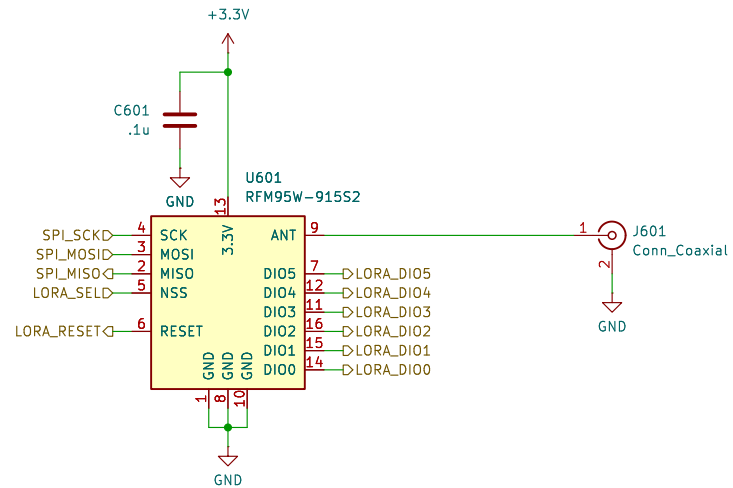 +3.3V
C601
.1u
GND
U601
RFM95W-915S2
13
3.3V
SPI_SCK 4 SCK
ANT 9
1 J601
Conn_Coaxial
2
GND
SPI_MOSI 3 MOSI
SPI_MISO 2 MISO
DIO5 7 LORA_DIO5
LORA_SEL 5 NSS
DIO4 12 LORA_DIO4
DIO3 11 LORA_DIO3
LORA_RESET 6 RESET
DIO2 16 LORA_DIO2
DIO1 15 LORA_DIO1
DIO0 14 LORA_DIO0
GND GND GND
1 8 10
GND